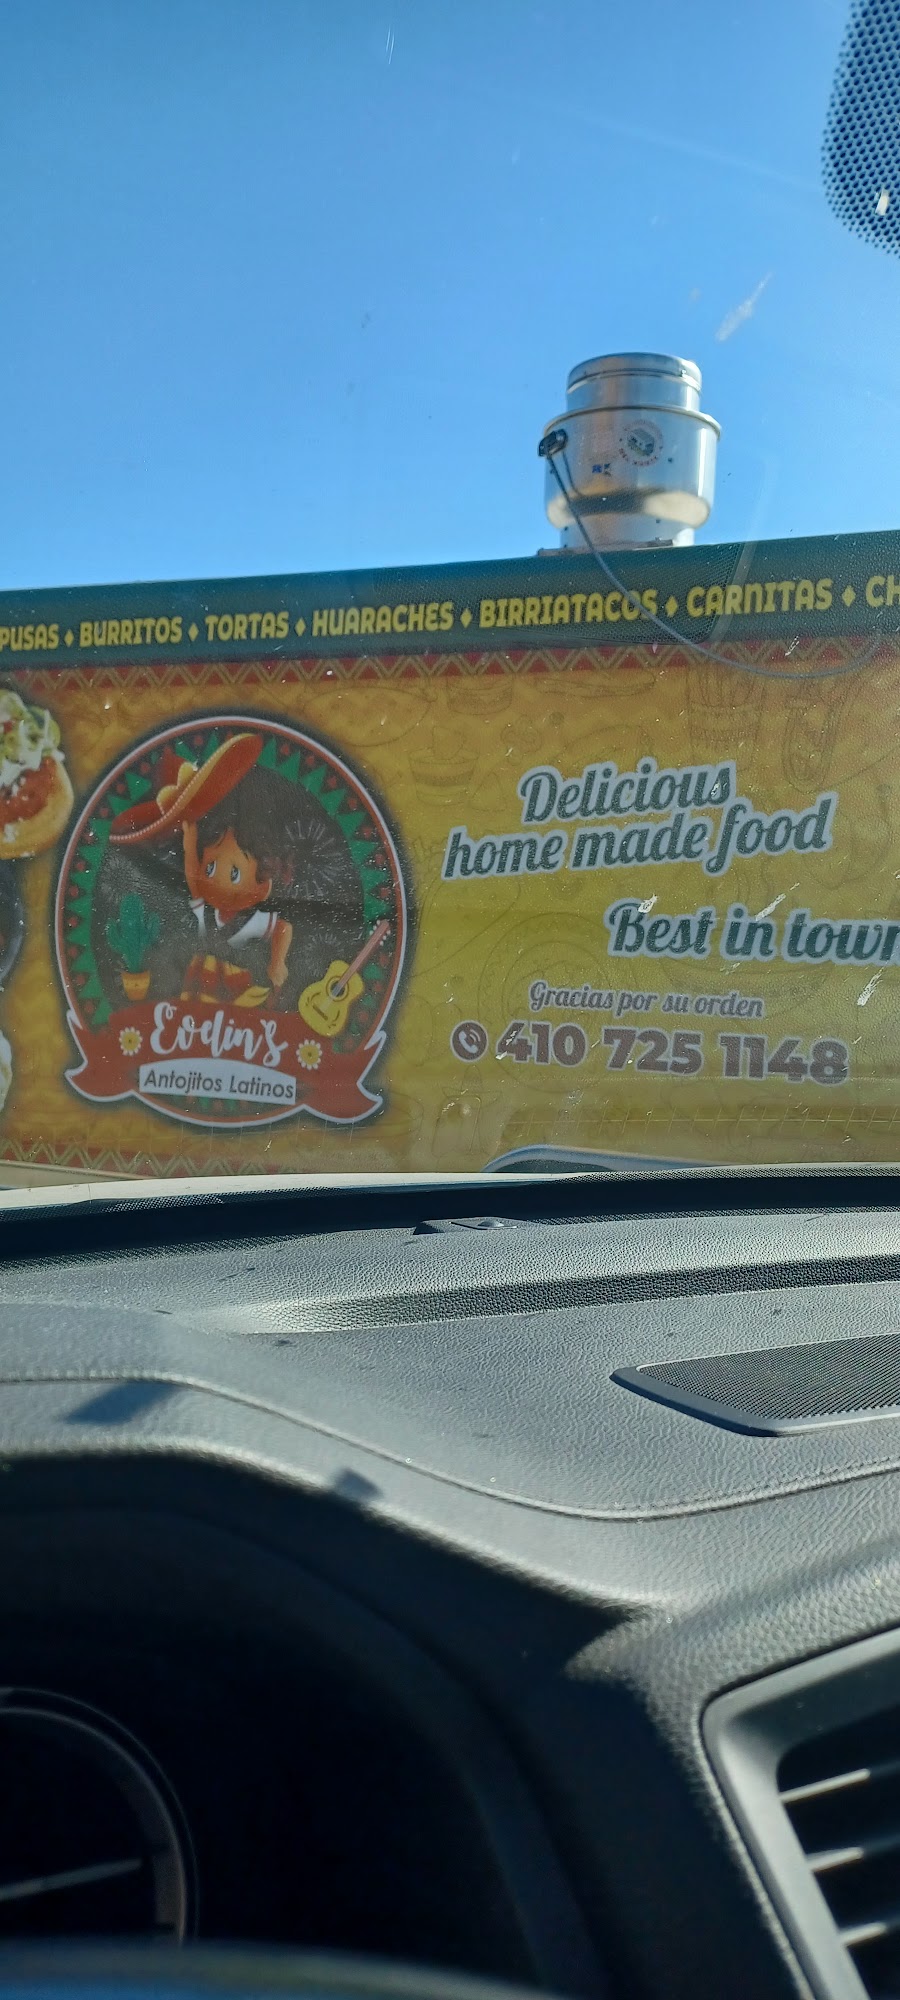 PUSAS ♦ BURRITOS ♦ TORTAS ♦ HUARACHES ♦ BIRRIATACOS ♦ CARNITAS ♦ CH
Delicious
home made food
Best in town
Gracias por su orden
410 725 1148
Evelin's
Antojitos Latinos